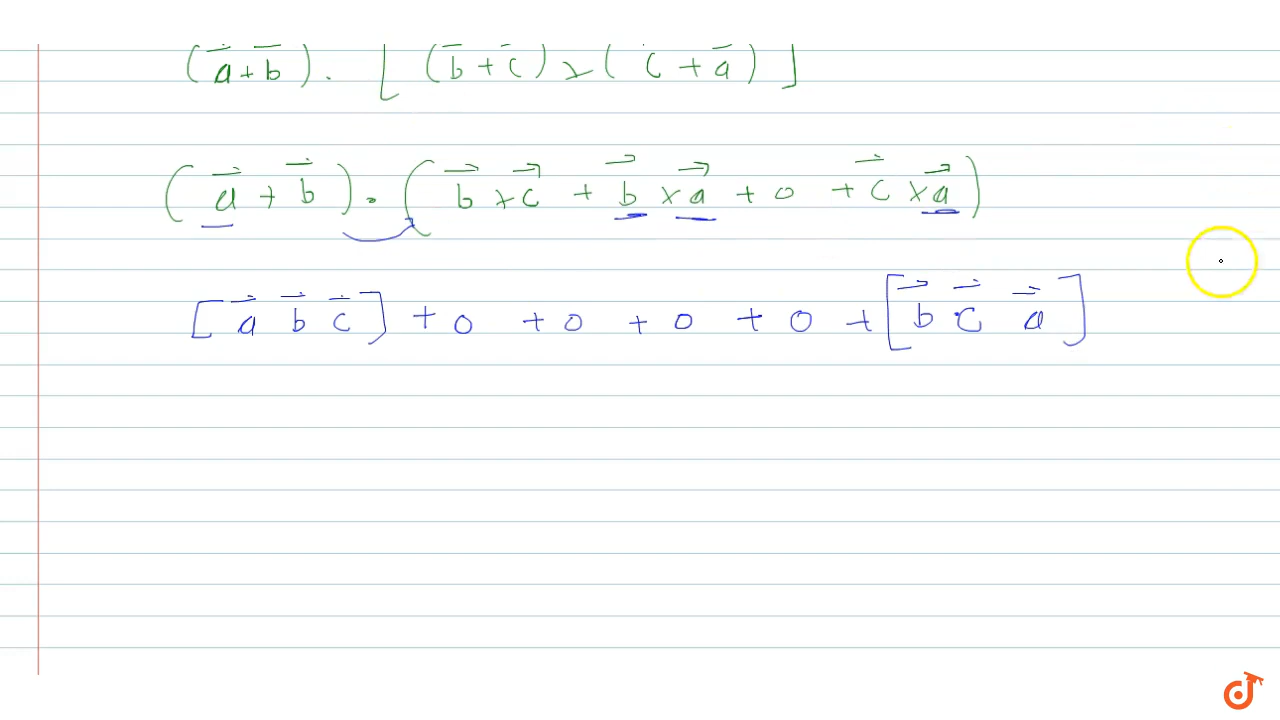 (a⃗ + b⃗) . [ (b⃗ + c⃗) × ( c + a⃗) ]
( a⃗ + b⃗ ) . ( b⃗ × c⃗ + b⃗ × a⃗ + 0 + c⃗ × a⃗ )
[ a⃗ b⃗ c⃗ ] + 0 + 0 + 0 + 0 + [ b⃗ c⃗ a⃗ ]